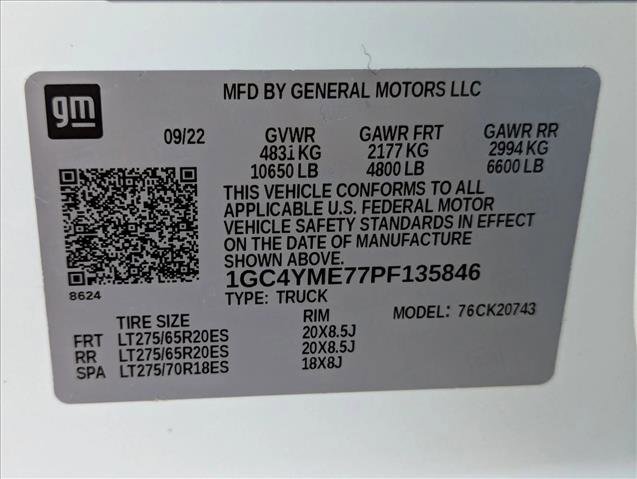 gm
MFD BY GENERAL MOTORS LLC
09/22 GVWR GAWR FRT GAWR RR
4831 KG 2177 KG 2994 KG
10650 LB 4800 LB 6600 LB
THIS VEHICLE CONFORMS TO ALL
APPLICABLE U.S. FEDERAL MOTOR
VEHICLE SAFETY STANDARDS IN EFFECT
ON THE DATE OF MANUFACTURE
SHOWN ABOVE.
1GC4YME77PF135846
8624
TYPE: TRUCK
MODEL: 76CK20743
TIRE SIZE RIM
FRT LT275/65R20ES 20X8.5J
RR LT275/65R20ES 20X8.5J
SPA LT275/70R18ES 18X8J